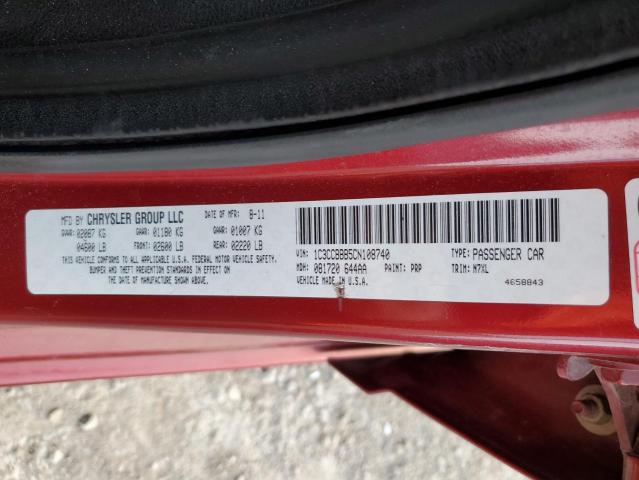 MFD BY CHRYSLER GROUP LLC
DATE OF MFR: 8-11
GVWR: 02087 KG GAWR: 01180 KG GAWR: 01007 KG
04600 LB FRONT: 02600 LB REAR: 02220 LB
THIS VEHICLE CONFORMS TO ALL APPLICABLE U.S.A. FEDERAL MOTOR VEHICLE SAFETY,
BUMPER AND THEFT PREVENTION STANDARDS IN EFFECT ON
THE DATE OF MANUFACTURE SHOWN ABOVE.
VIN: 1C3CCBBB5CN108740 TYPE: PASSENGER CAR
MDH: 081720 644AA PAINT: PRP TRIM: N7XL
VEHICLE MADE IN U.S.A. 4658843